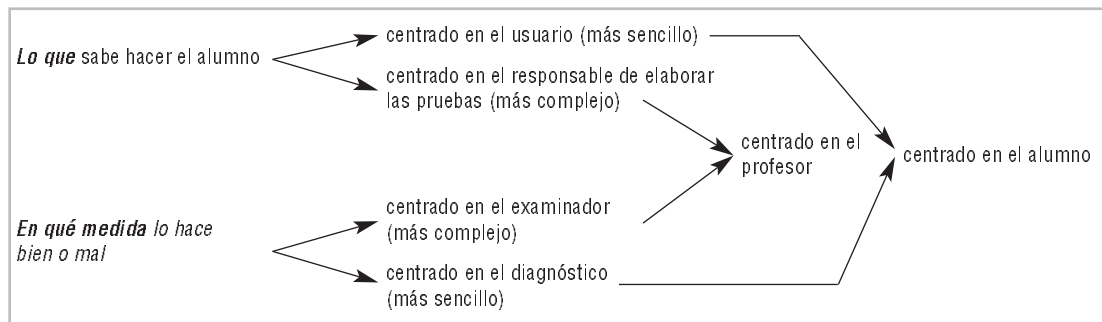 Lo que sabe hacer el alumno
centrado en el usuario (más sencillo)
centrado en el responsable de elaborar
las pruebas (más complejo)
centrado en el
profesor
centrado en el alumno
En qué medida lo hace
bien o mal
centrado en el examinador
(más complejo)
centrado en el diagnóstico
(más sencillo)